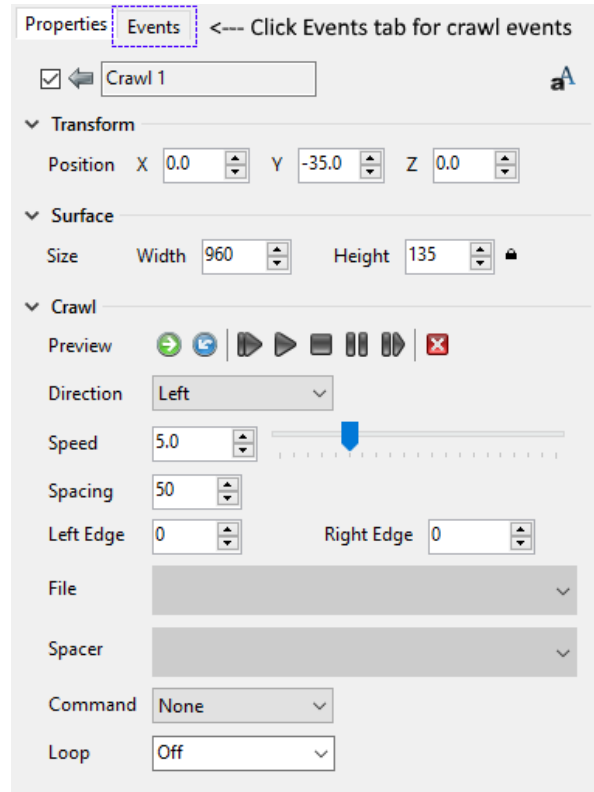 Properties Events <--- Click Events tab for crawl events
Crawl 1 aA
Transform
Position X 0.0 Y -35.0 Z 0.0
Surface
Size Width 960 Height 135
Crawl
Preview
Direction Left
Speed 5.0
Spacing 50
Left Edge 0 Right Edge 0
File
Spacer
Command None
Loop Off